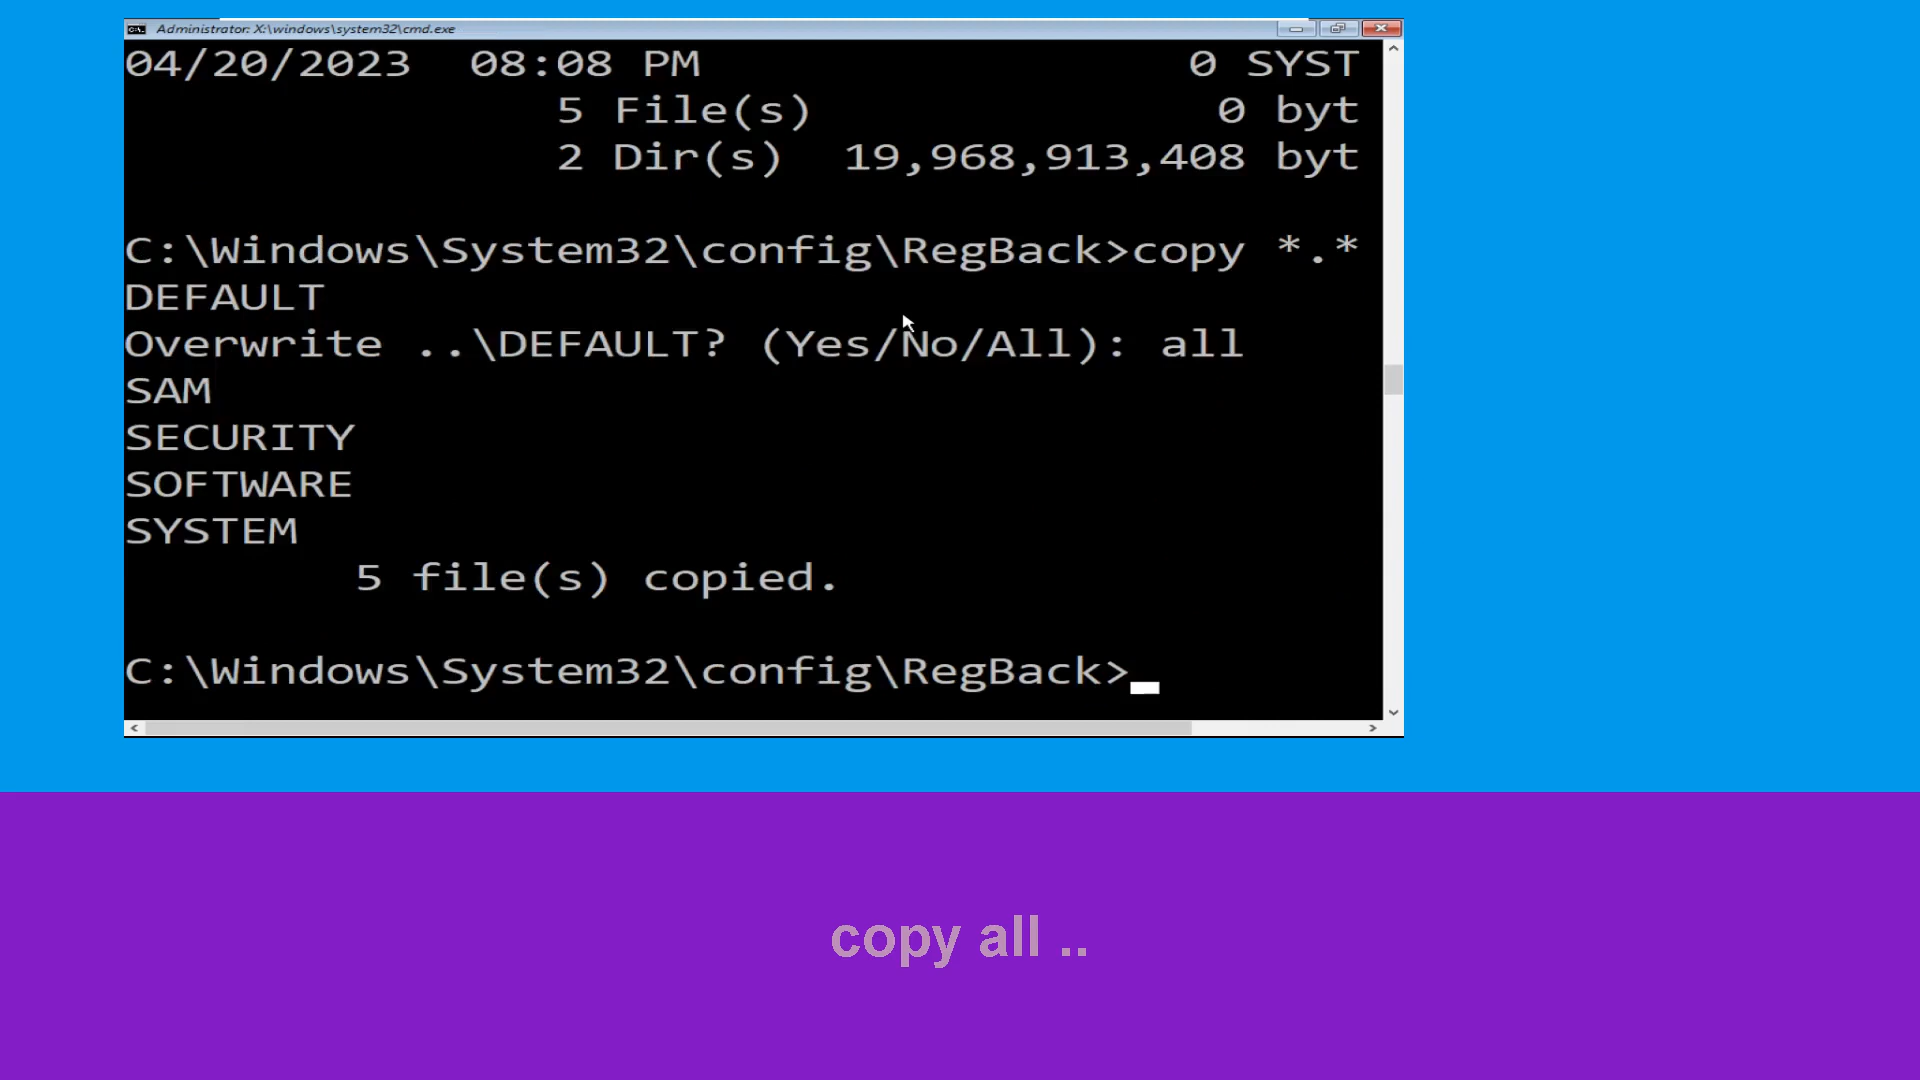 Administrator: X:\windows\system32\cmd.exe
04/20/2023  08:08 PM                 0 SYST
               5 File(s)              0 byt
               2 Dir(s)  19,968,913,408 byt
C:\Windows\System32\config\RegBack>copy *.*
DEFAULT
Overwrite ..\DEFAULT? (Yes/No/All): all
SAM
SECURITY
SOFTWARE
SYSTEM
        5 file(s) copied.
C:\Windows\System32\config\RegBack>
copy all ..